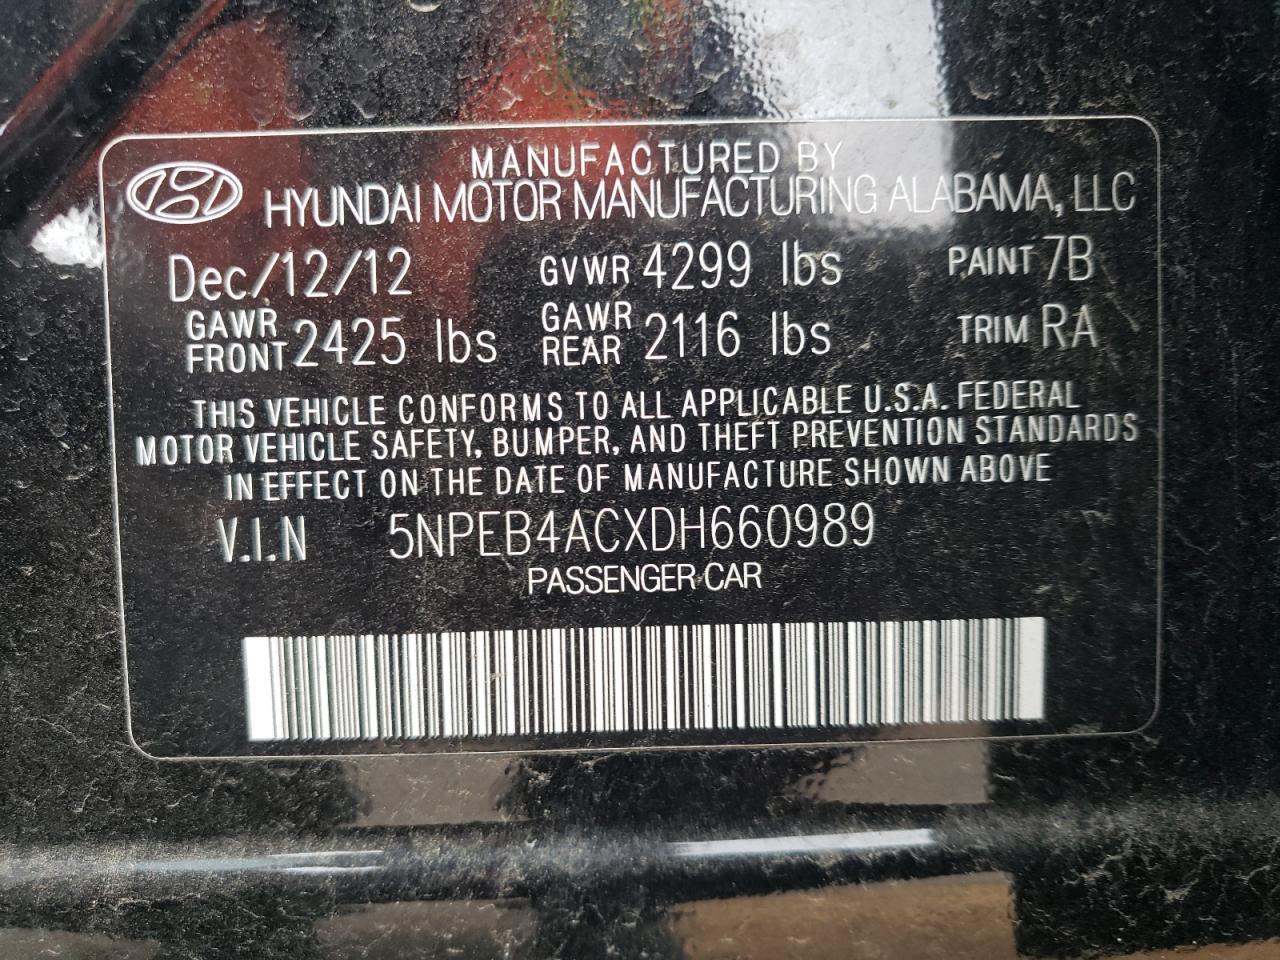 MANUFACTURED BY
HYUNDAI MOTOR MANUFACTURING ALABAMA, LLC
Dec/12/12 GVWR 4299 lbs PAINT 7B
GAWR FRONT 2425 lbs GAWR REAR 2116 lbs TRIM RA
THIS VEHICLE CONFORMS TO ALL APPLICABLE U.S.A. FEDERAL
MOTOR VEHICLE SAFETY, BUMPER, AND THEFT PREVENTION STANDARDS
IN EFFECT ON THE DATE OF MANUFACTURE SHOWN ABOVE
V.I.N 5NPEB4ACXDH660989
PASSENGER CAR